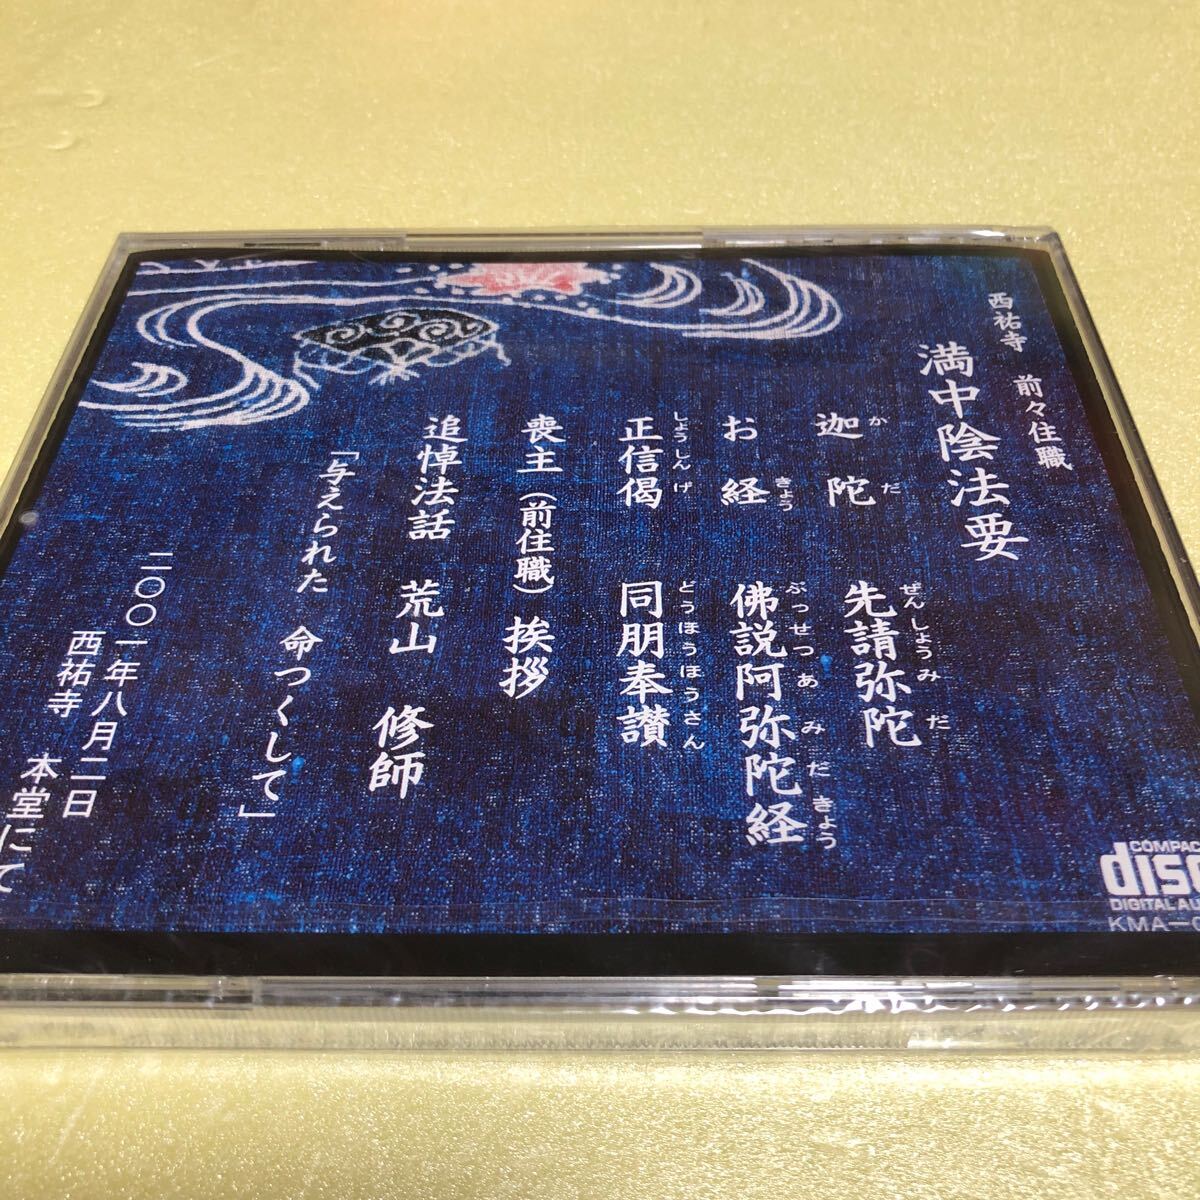 西祐寺 前々住職
満中陰法要
迦陀 先請弥陀
か だ ぜんしょうみ だ
お経 佛説阿弥陀経
きょう ぶっせつあみだきょう
正信偈 同朋奉讃
しょうしんげ どうほうほうさん
喪主(前住職)挨拶
追悼法話 荒山 修師
「与えられた 命つくして」
二〇〇一年八月二日
西祐寺 本堂にて
COMPAC
disc
DIGITAL AU
KMA-